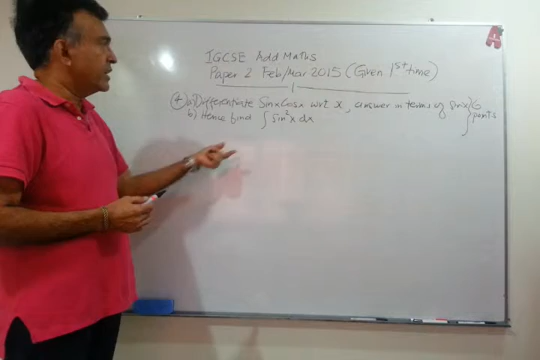 IGCSE Add Maths
Paper 2 Feb/Mar 2015 (Given 1st time)
4 a) Differentiate Sinx Cosx wrt x, answer in terms of sinx } 6 points
b) Hence find ∫ sin²x dx